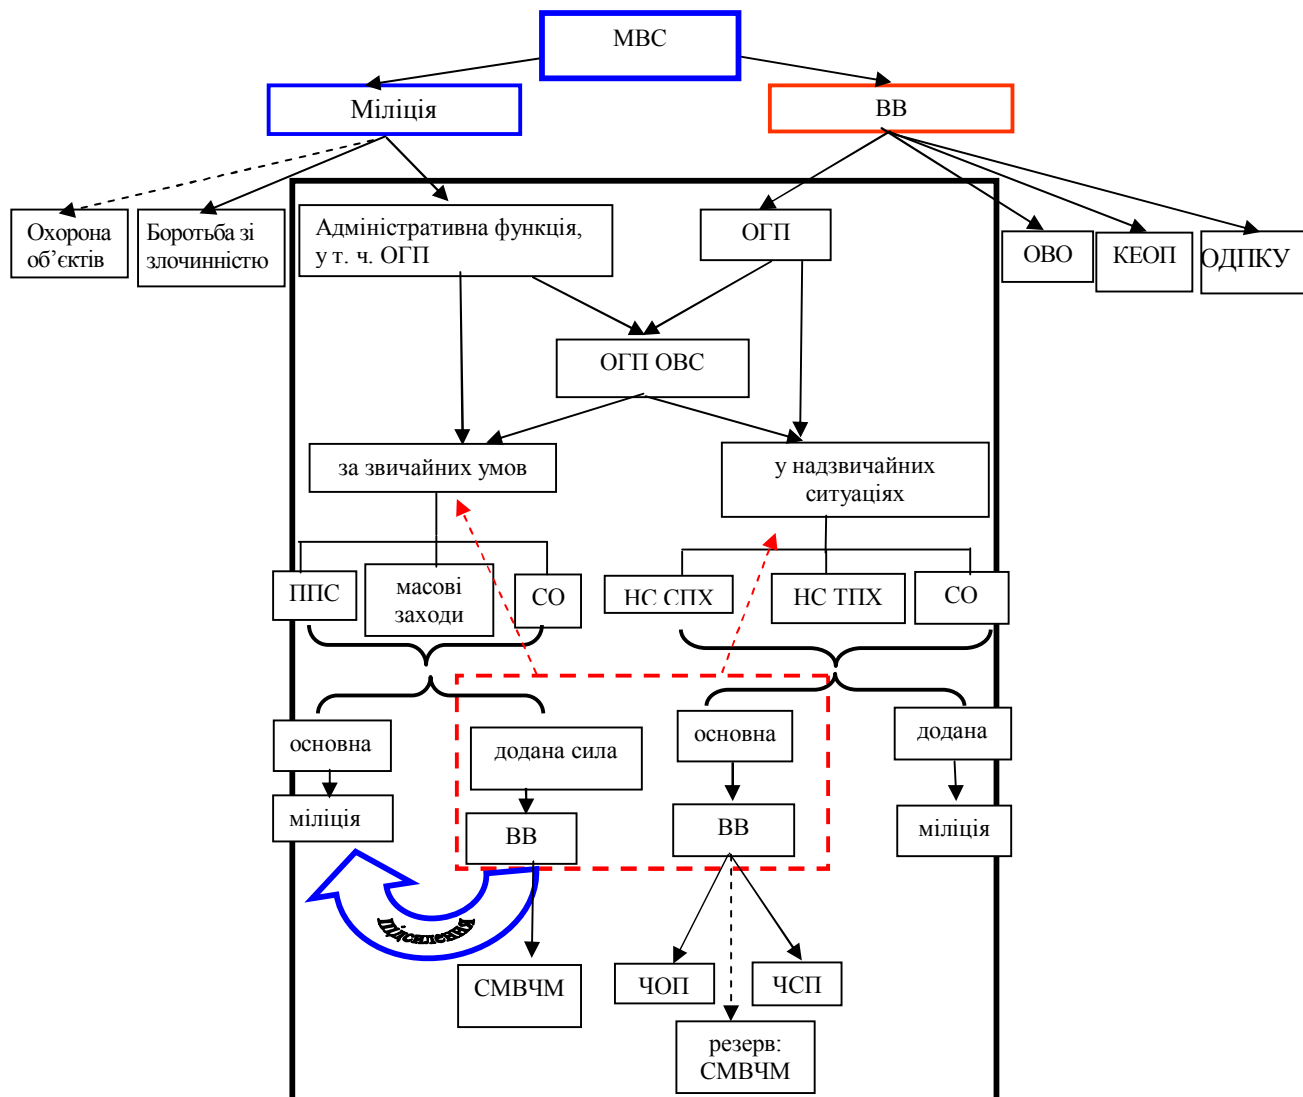 МВС
Міліція
ВВ
Охорона
об’єктів
Боротьба зі
злочинністю
Адміністративна функція,
у т. ч. ОГП
ОГП
ОВО
КЕОП
ОДПКУ
ОГП ОВС
за звичайних умов
у надзвичайних
ситуаціях
ППС
масові
заходи
СО
НС СПХ
НС ТПХ
СО
основна
додана сила
основна
додана
міліція
ВВ
ВВ
міліція
підсилення
СМВЧМ
ЧОП
ЧСП
резерв:
СМВЧМ